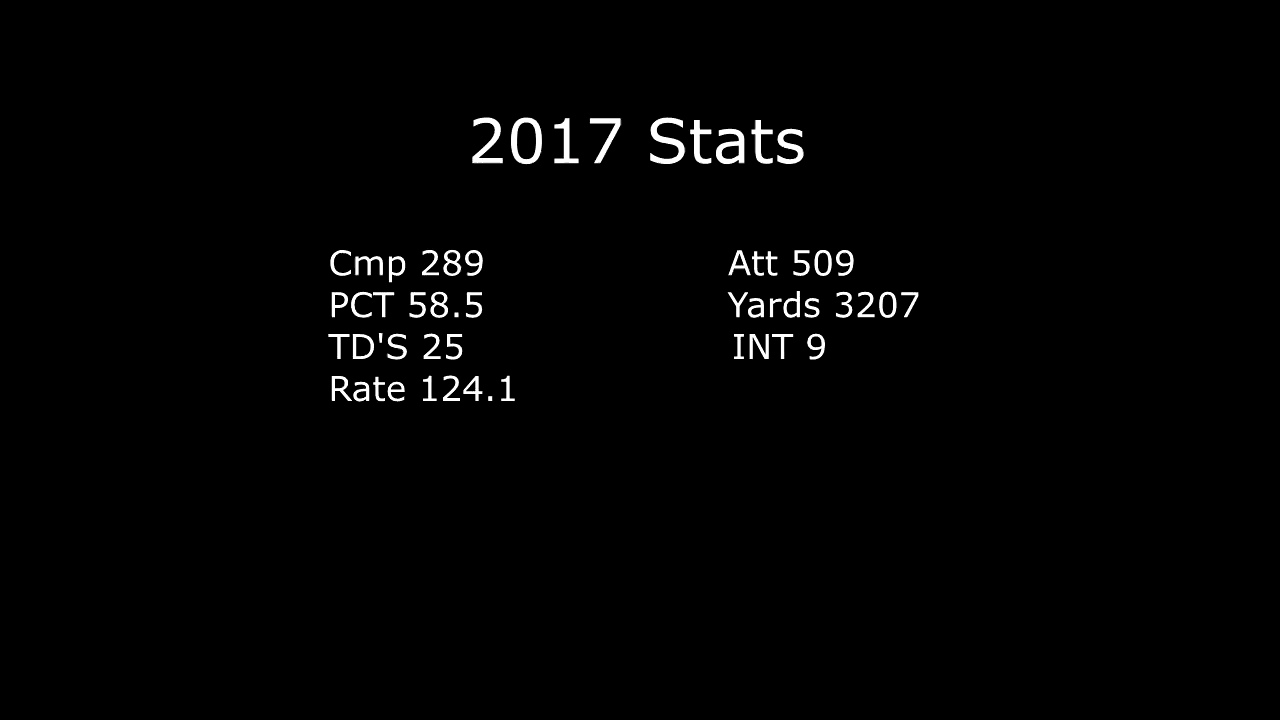 2017 Stats
Cmp 289 Att 509
PCT 58.5 Yards 3207
TD'S 25 INT 9
Rate 124.1